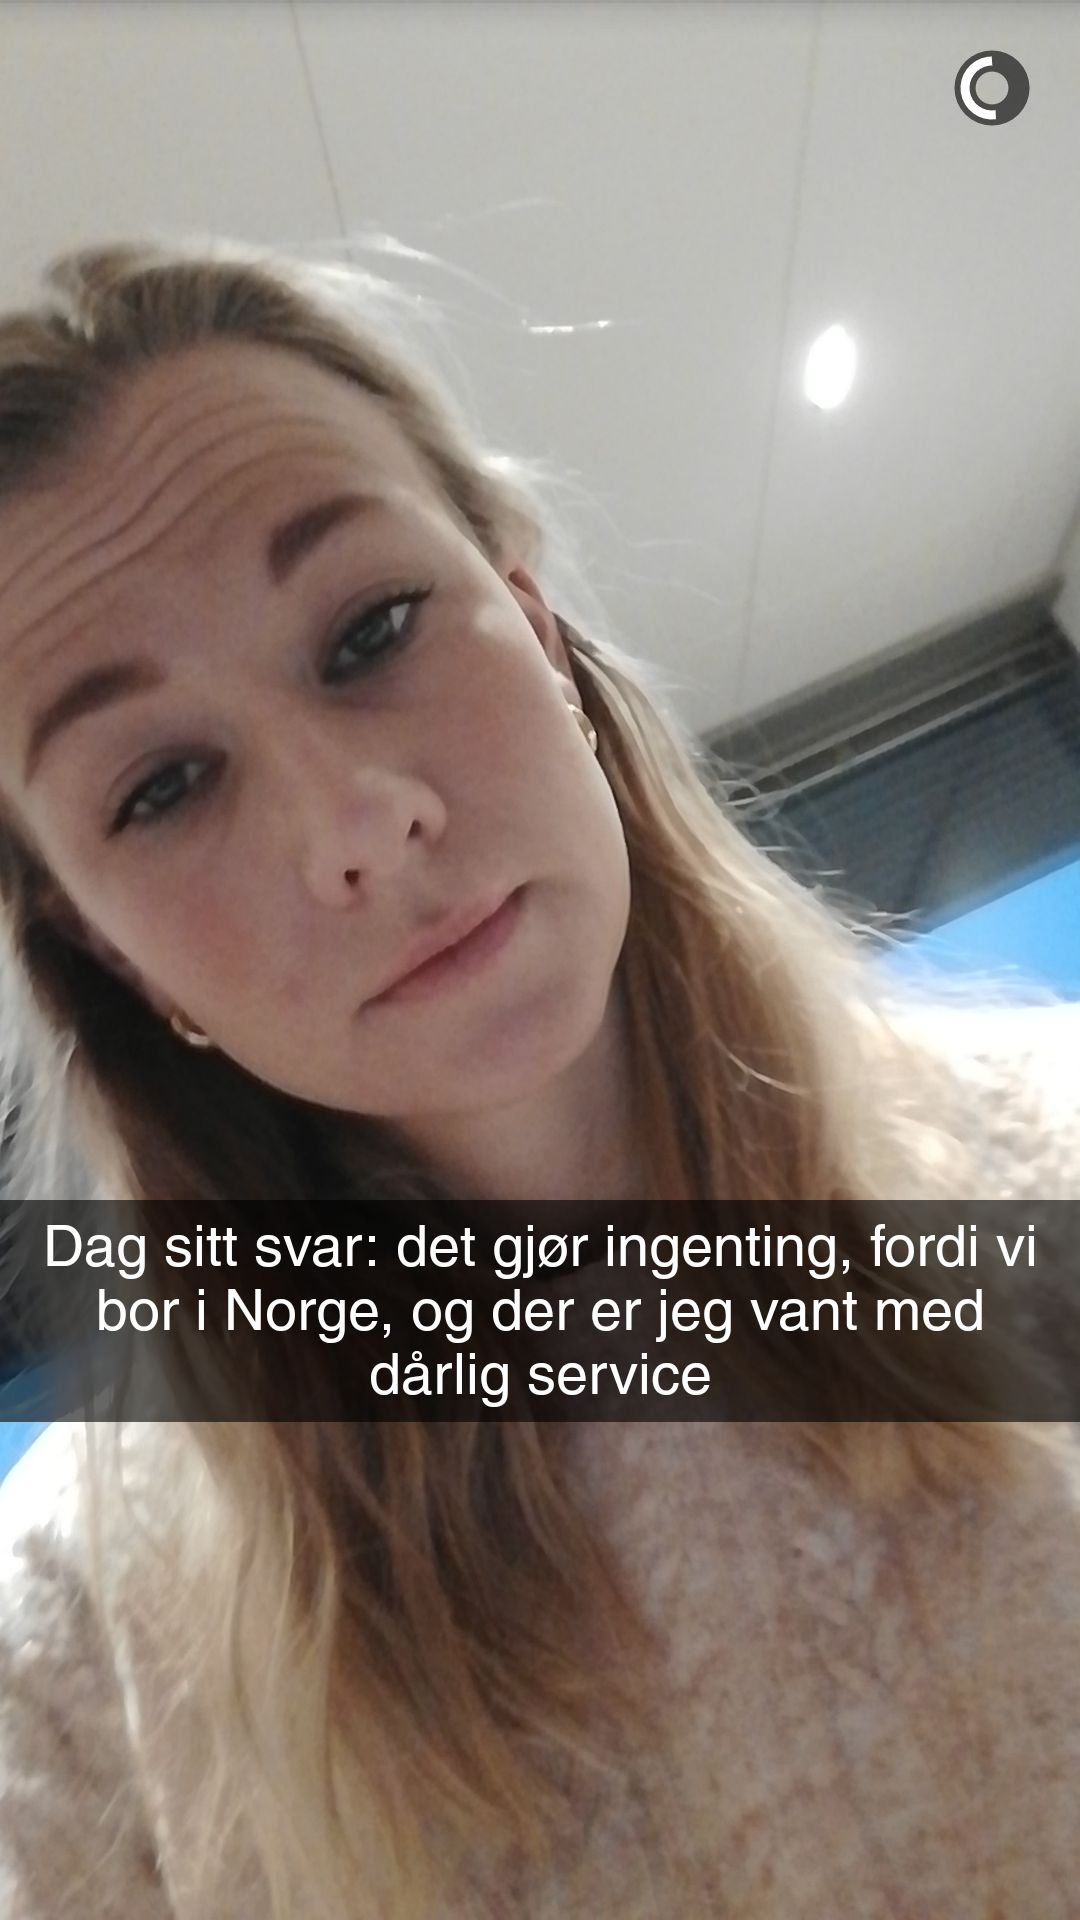 Dag sitt svar: det gjør ingenting, fordi vi
bor i Norge, og der er jeg vant med
dårlig service